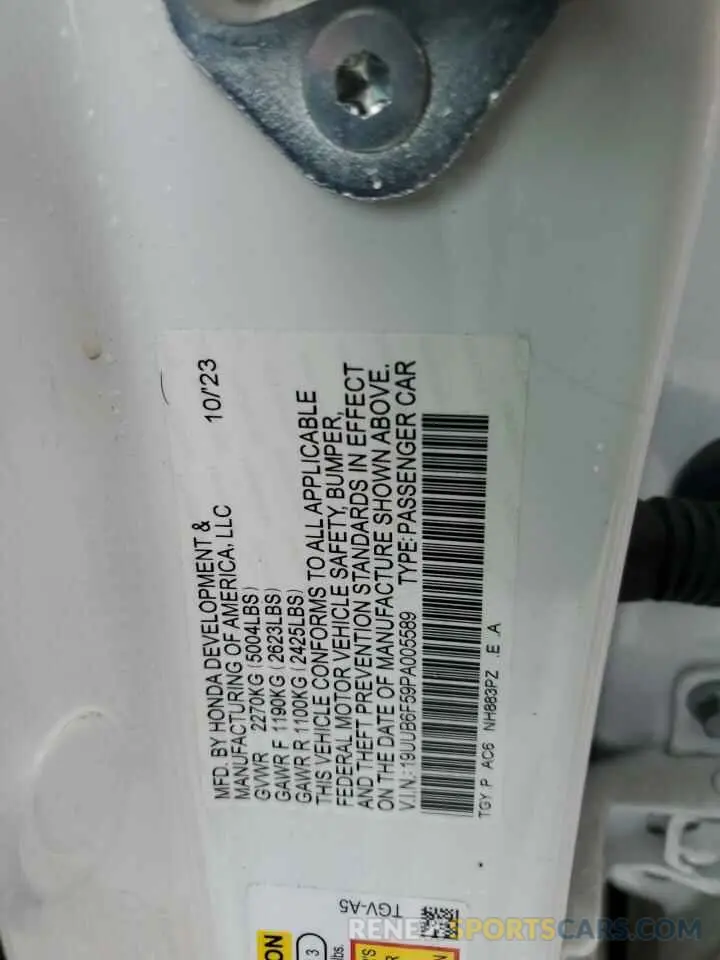 MFD. BY HONDA DEVELOPMENT & 10/'23
MANUFACTURING OF AMERICA, LLC
GVWR 2270KG (5004LBS)
GAWR F 1190KG (2623LBS)
GAWR R 1100KG (2425LBS)
THIS VEHICLE CONFORMS TO ALL APPLICABLE
FEDERAL MOTOR VEHICLE SAFETY, BUMPER,
AND THEFT PREVENTION STANDARDS IN EFFECT
ON THE DATE OF MANUFACTURE SHOWN ABOVE.
V.I.N.: 19UUB6F59PA005589 TYPE: PASSENGER CAR
TGY P AC6 NH883PZ .E .A
TGV-A5
3
lbs.
RENEWSPORTSCARS.COM